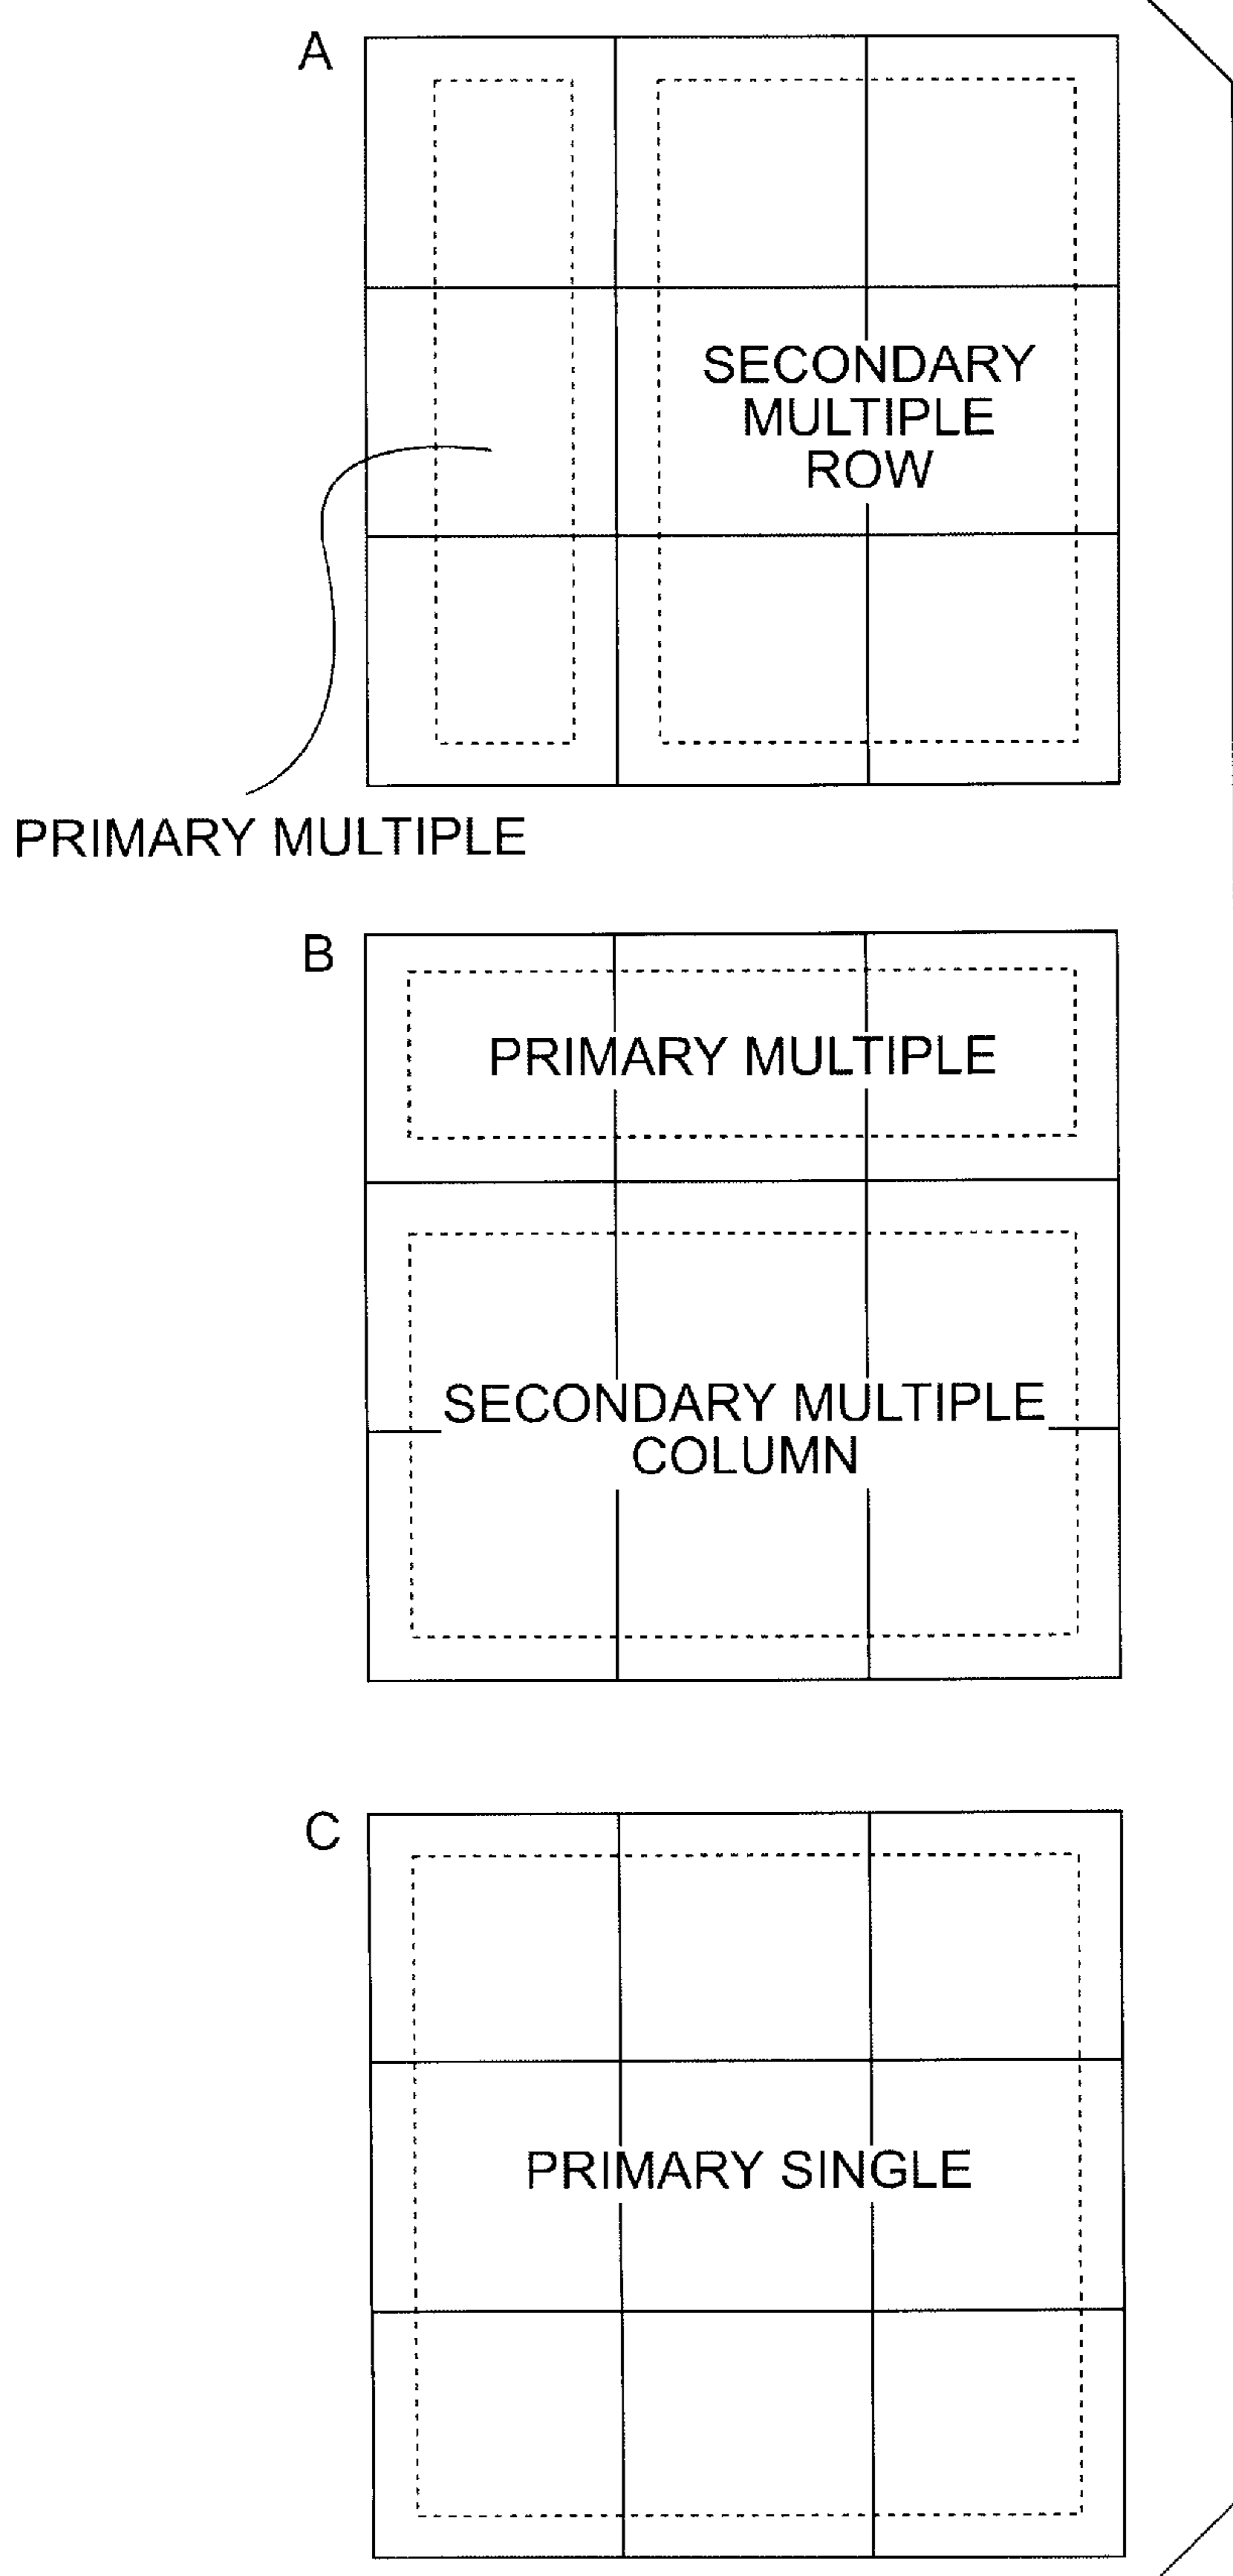 A
SECONDARY
MULTIPLE
ROW
PRIMARY MULTIPLE
B
PRIMARY MULTIPLE
SECONDARY MULTIPLE
COLUMN
C
PRIMARY SINGLE